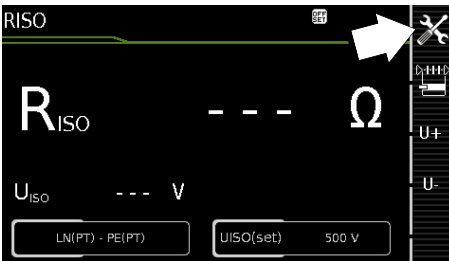 RISO
OFF
SET
RISO
- - - Ω
UISO --- V
U+
U-
LN(PT) - PE(PT)
UISO(set) 500 V